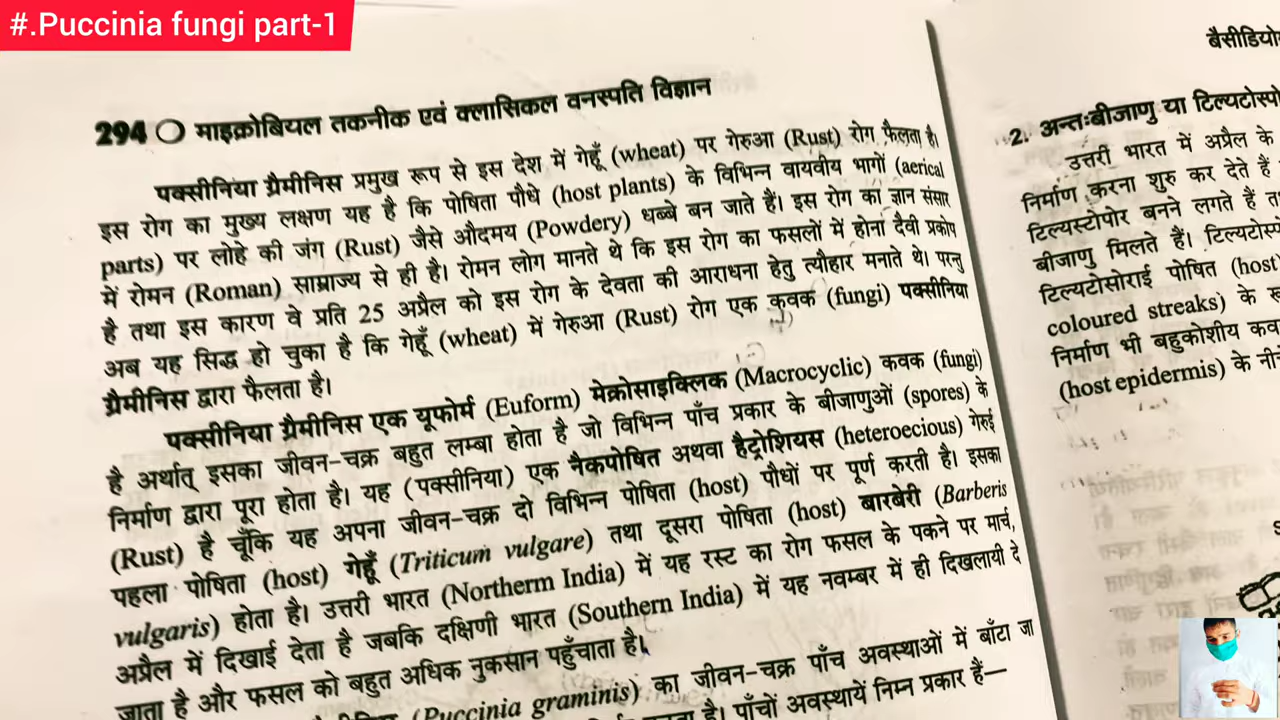 #.Puccinia fungi part-1
294 ○ माइक्रोबियल तकनीक एवं क्लासिकल वनस्पति विज्ञान
पक्सीनिया ग्रैमीनिस प्रमुख रूप से इस देश में गेहूँ (wheat) पर गेरुआ (Rust) रोग फैलता है।
इस रोग का मुख्य लक्षण यह है कि पोषिता पौधे (host plants) के विभिन्न वायवीय भागों (aerical
parts) पर लोहे की जंग (Rust) जैसे औदमय (Powdery) धब्बे बन जाते हैं। इस रोग का ज्ञान संसार
में रोमन (Roman) साम्राज्य से ही है। रोमन लोग मानते थे कि इस रोग का फसलों में होना दैवी प्रकोप
है तथा इस कारण वे प्रति 25 अप्रैल को इस रोग के देवता की आराधना हेतु त्यौहार मनाते थे। परन्तु
अब यह सिद्ध हो चुका है कि गेहूँ (wheat) में गेरुआ (Rust) रोग एक कवक (fungi) पक्सीनिया
ग्रैमीनिस द्वारा फैलता है।
पक्सीनिया ग्रैमीनिस एक यूफोर्म (Euform) मेक्रोसाइक्लिक (Macrocyclic) कवक (fungi)
है अर्थात् इसका जीवन-चक्र बहुत लम्बा होता है जो विभिन्न पाँच प्रकार के बीजाणुओं (spores) के
निर्माण द्वारा पूरा होता है। यह (पक्सीनिया) एक नैकपोषित अथवा हैट्रोशियस (heteroecious) गेरुई
(Rust) है चूँकि यह अपना जीवन-चक्र दो विभिन्न पोषिता (host) पौधों पर पूर्ण करती है। इसका
पहला पोषिता (host) गेहूँ (Triticum vulgare) तथा दूसरा पोषिता (host) बारबेरी (Barberis
vulgaris) होता है। उत्तरी भारत (Northerm India) में यह रस्ट का रोग फसल के पकने पर मार्च,
अप्रैल में दिखाई देता है जबकि दक्षिणी भारत (Southern India) में यह नवम्बर में ही दिखलायी दे
जाता है और फसल को बहुत अधिक नुकसान पहुँचाता है।
(Puccinia graminis) का जीवन-चक्र पाँच अवस्थाओं में बाँटा जा
है। पाँचों अवस्थायें निम्न प्रकार हैं—
2. अन्तःबीजाणु या टिल्यटोस्पो
उत्तरी भारत में अप्रैल के
निर्माण करना शुरु कर देते हैं
टिल्यस्टोपोर बनने लगते हैं त
बीजाणु मिलते हैं। टिल्यटोस्प
टिल्यटोसोराई पोषित (host)
coloured streaks) के
निर्माण भी बहुकोशीय कव
(host epidermis) के नी